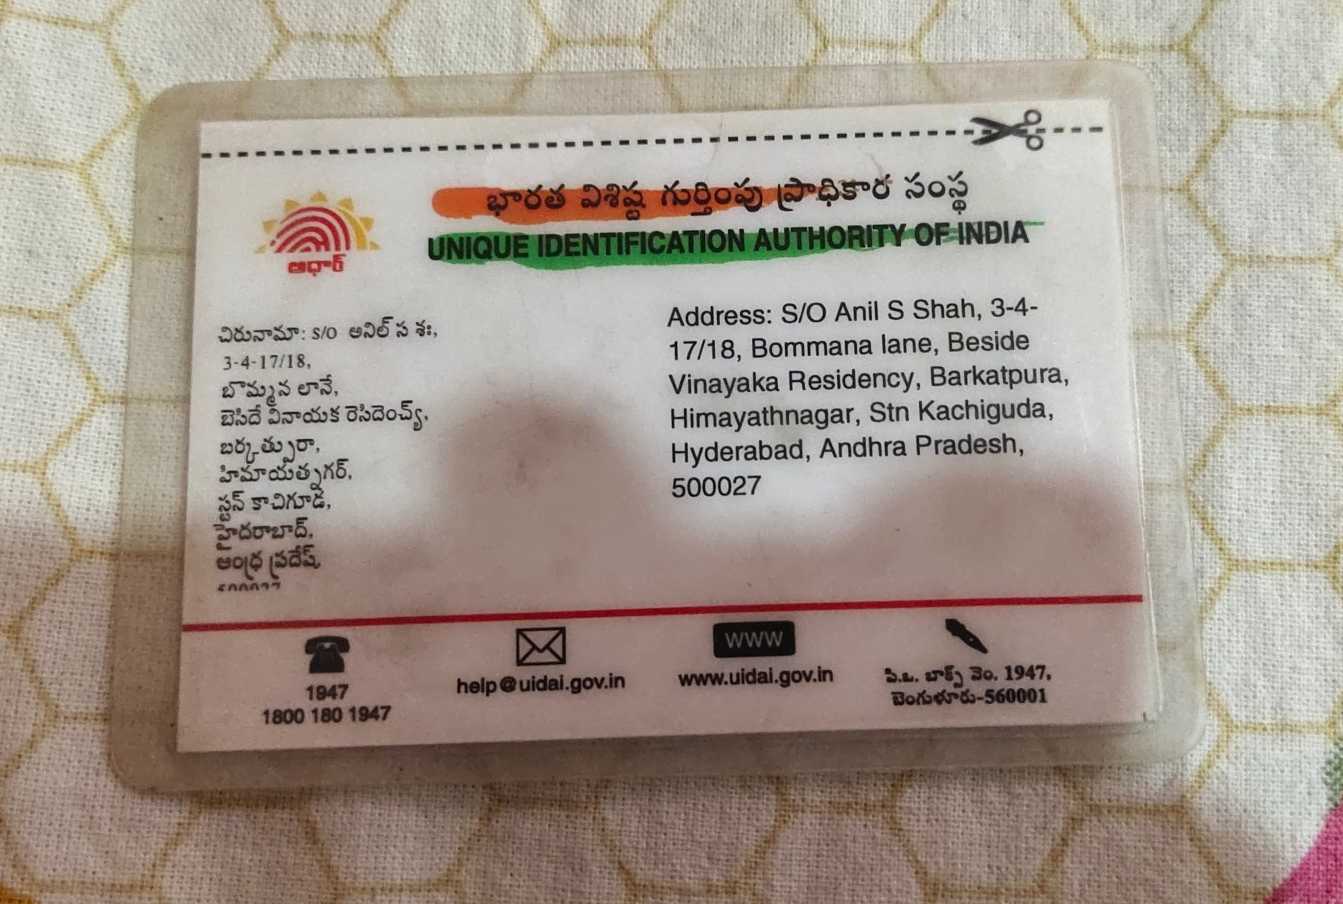 భారత విశిష్ట గుర్తింపు ప్రాధికార సంస్థ
UNIQUE IDENTIFICATION AUTHORITY OF INDIA
ఆధార్
చిరునామా: S/O అనిల్ స శః,
3-4-17/18,
బొమ్మన లానే,
బెసిదే వినాయక రెసిడెంచ్య్,
బర్కత్పురా,
హిమాయత్నగర్,
స్టన్ కాచిగూడ,
హైదరాబాద్,
ఆంధ్ర ప్రదేష్,
500027
Address: S/O Anil S Shah, 3-4-
17/18, Bommana lane, Beside
Vinayaka Residency, Barkatpura,
Himayathnagar, Stn Kachiguda,
Hyderabad, Andhra Pradesh,
500027
1947
1800 180 1947
help@uidai.gov.in
www
www.uidai.gov.in
పి.ఒ. బాక్స్ నెం. 1947,
బెంగుళూరు-560001